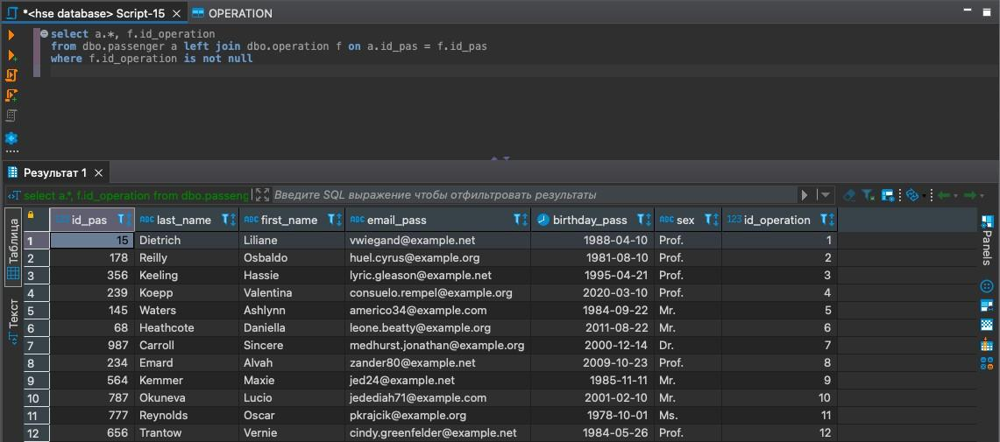 *<hse database> Script-15 OPERATION
select a.*, f.id_operation
from dbo.passenger a left join dbo.operation f on a.id_pas = f.id_pas
where f.id_operation is not null
Результат 1
select a.*, f.id_operation from dbo.passeng Введите SQL выражение чтобы отфильтровать результаты
123 id_pas ABC last_name ABC first_name ABC email_pass birthday_pass ABC sex 123 id_operation
1 15 Dietrich Liliane vwiegand@example.net 1988-04-10 Prof. 1
2 178 Reilly Osbaldo huel.cyrus@example.org 1981-08-10 Prof. 2
3 356 Keeling Hassie lyric.gleason@example.net 1995-04-21 Prof. 3
4 239 Koepp Valentina consuelo.rempel@example.org 2020-03-10 Prof. 4
5 145 Waters Ashlynn americo34@example.com 1984-09-22 Mr. 5
6 68 Heathcote Daniella leone.beatty@example.org 2011-08-22 Mr. 6
7 987 Carroll Sincere medhurst.jonathan@example.org 2000-12-14 Dr. 7
8 234 Emard Alvah zander80@example.net 2009-10-23 Prof. 8
9 564 Kemmer Maxie jed24@example.net 1985-11-11 Mr. 9
10 787 Okuneva Lucio jedediah71@example.com 2001-02-10 Mr. 10
11 777 Reynolds Oscar pkrajcik@example.org 1978-10-01 Ms. 11
12 656 Trantow Vernie cindy.greenfelder@example.net 1984-05-26 Prof. 12
Таблица
Текст
Panels